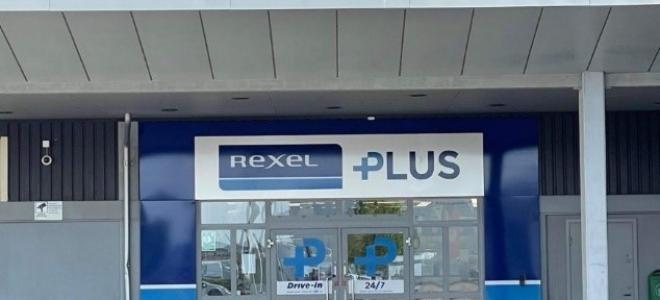 REXEL PLUS
P P
Drive-in 24/7